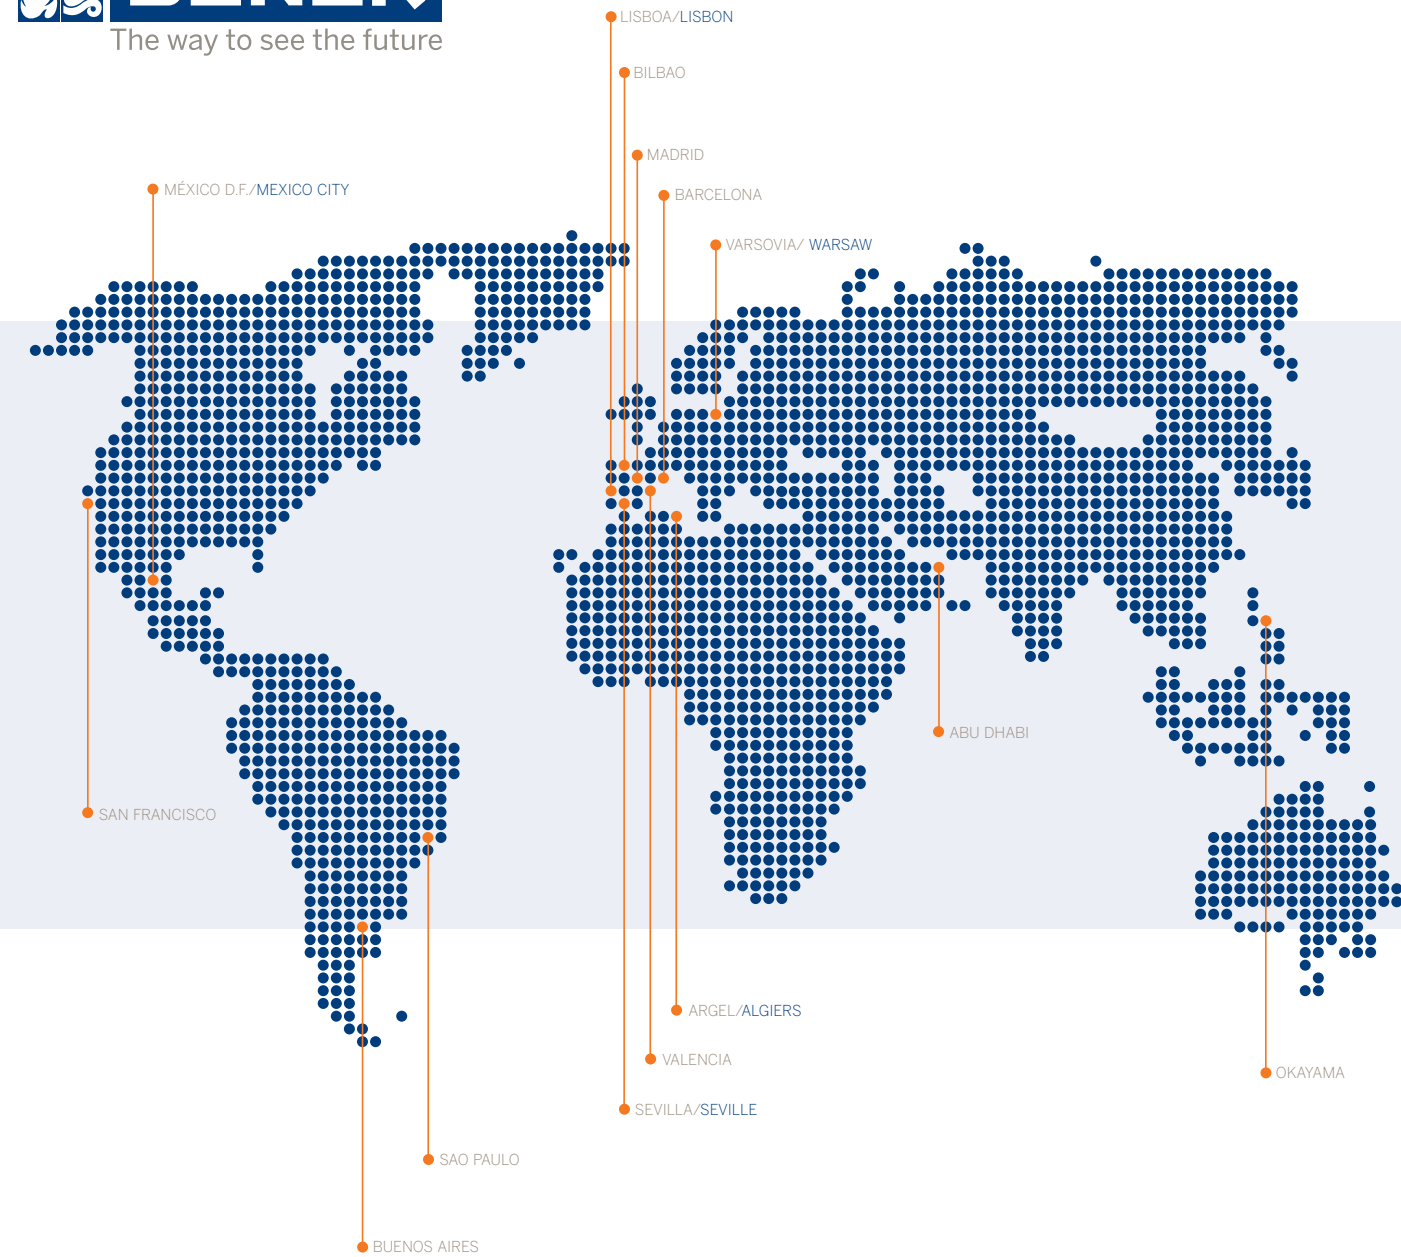 The way to see the future
LISBOA/LISBON
BILBAO
MADRID
MÉXICO D.F./MEXICO CITY
BARCELONA
VARSOVIA/ WARSAW
ABU DHABI
SAN FRANCISCO
ARGEL/ALGIERS
VALENCIA
OKAYAMA
SEVILLA/SEVILLE
SAO PAULO
BUENOS AIRES